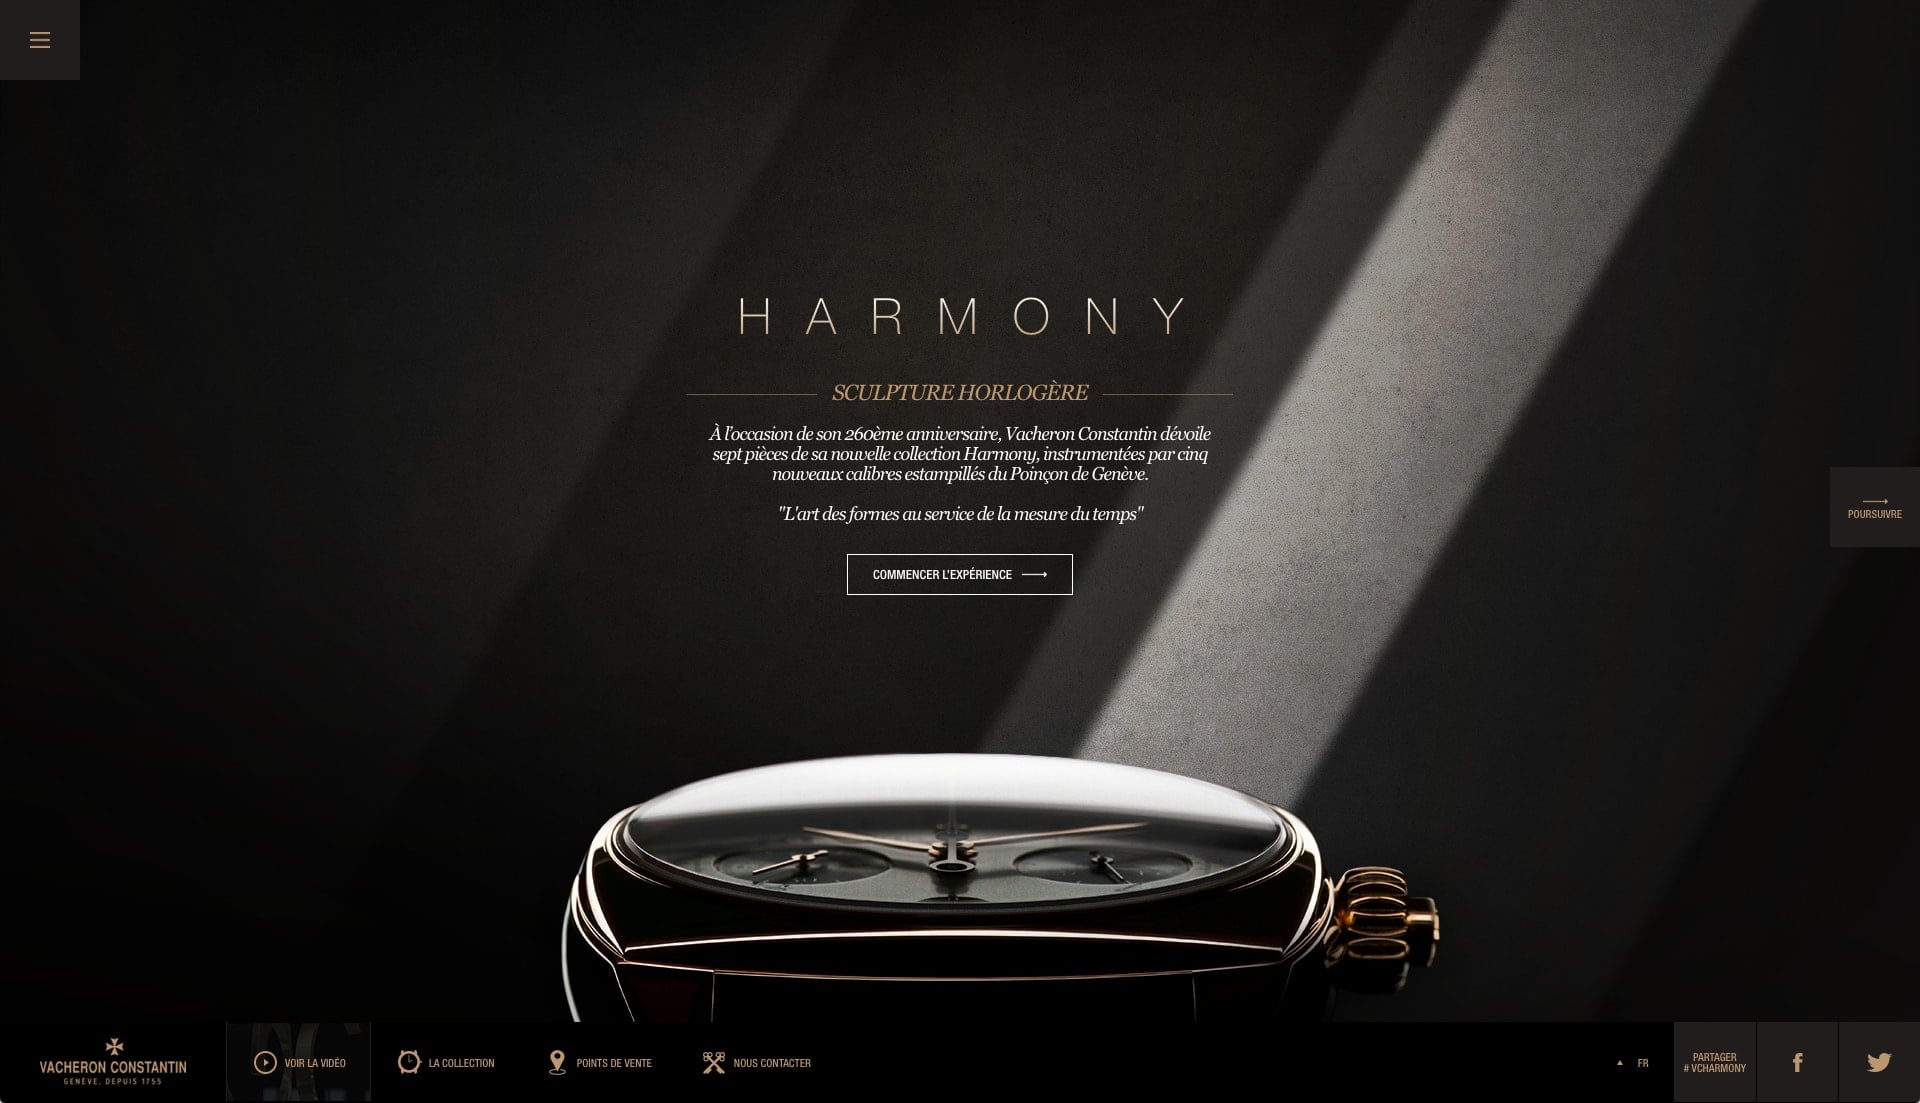 HARMONY
SCULPTURE HORLOGÈRE
À l'occasion de son 260ème anniversaire, Vacheron Constantin dévoile
sept pièces de sa nouvelle collection Harmony, instrumentées par cinq
nouveaux calibres estampillés du Poinçon de Genève.
"L'art des formes au service de la mesure du temps"
COMMENCER L'EXPÉRIENCE
POURSUIVRE
VACHERON CONSTANTIN
GENÈVE, DEPUIS 1755
VOIR LA VIDÉO
LA COLLECTION
POINTS DE VENTE
NOUS CONTACTER
FR
PARTAGER
# VCHARMONY